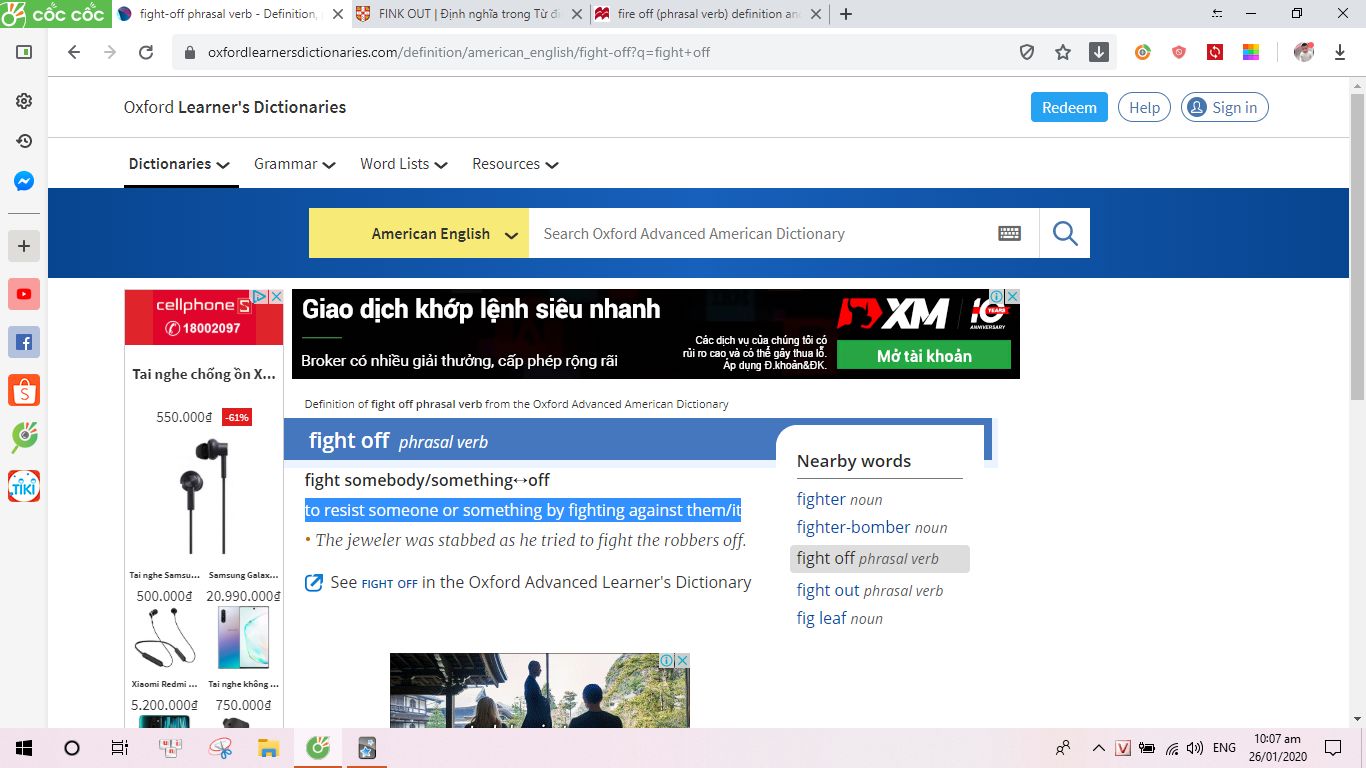 cốc cốc
fight-off phrasal verb - Definition,
FINK OUT | Định nghĩa trong Từ đi
fire off (phrasal verb) definition an
oxfordlearnersdictionaries.com/definition/american_english/fight-off?q=fight+off
Oxford Learner's Dictionaries
Redeem
Help
Sign in
Dictionaries
Grammar
Word Lists
Resources
American English
Search Oxford Advanced American Dictionary
cellphoneS
18002097
Tai nghe chống ồn X...
550.000₫
-61%
Tai nghe Samsu...
Samsung Galax...
500.000₫
20.990.000₫
Xiaomi Redmi ...
Tai nghe không ...
5.200.000₫
750.000₫
Giao dịch khớp lệnh siêu nhanh
Broker có nhiều giải thưởng, cấp phép rộng rãi
Các dịch vụ của chúng tôi có
rủi ro cao và có thể gây thua lỗ.
Áp dụng Đ.khoản&ĐK.
XM
10
YEARS
ANNIVERSARY
Mở tài khoản
Definition of fight off phrasal verb from the Oxford Advanced American Dictionary
fight off phrasal verb
fight somebody/something↔off
to resist someone or something by fighting against them/it
• The jeweler was stabbed as he tried to fight the robbers off.
See FIGHT OFF in the Oxford Advanced Learner's Dictionary
Nearby words
fighter noun
fighter-bomber noun
fight off phrasal verb
fight out phrasal verb
fig leaf noun
TIKI
V
ENG
10:07 am
26/01/2020